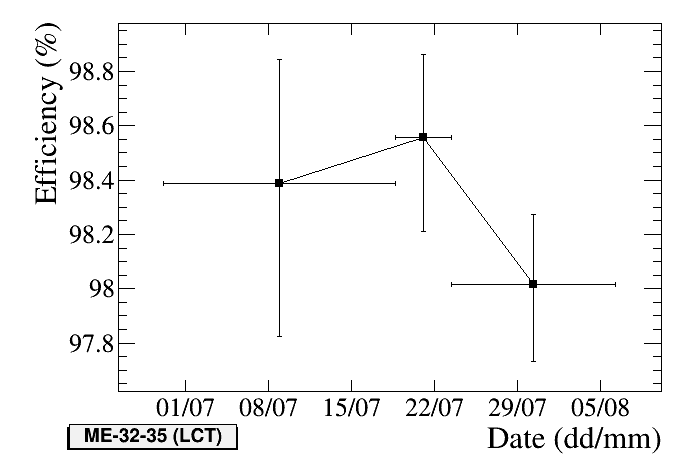 Efficiency (%)
98.8
98.6
98.4
98.2
98
97.8
01/07 08/07 15/07 22/07 29/07 05/08
ME-32-35 (LCT)
Date (dd/mm)